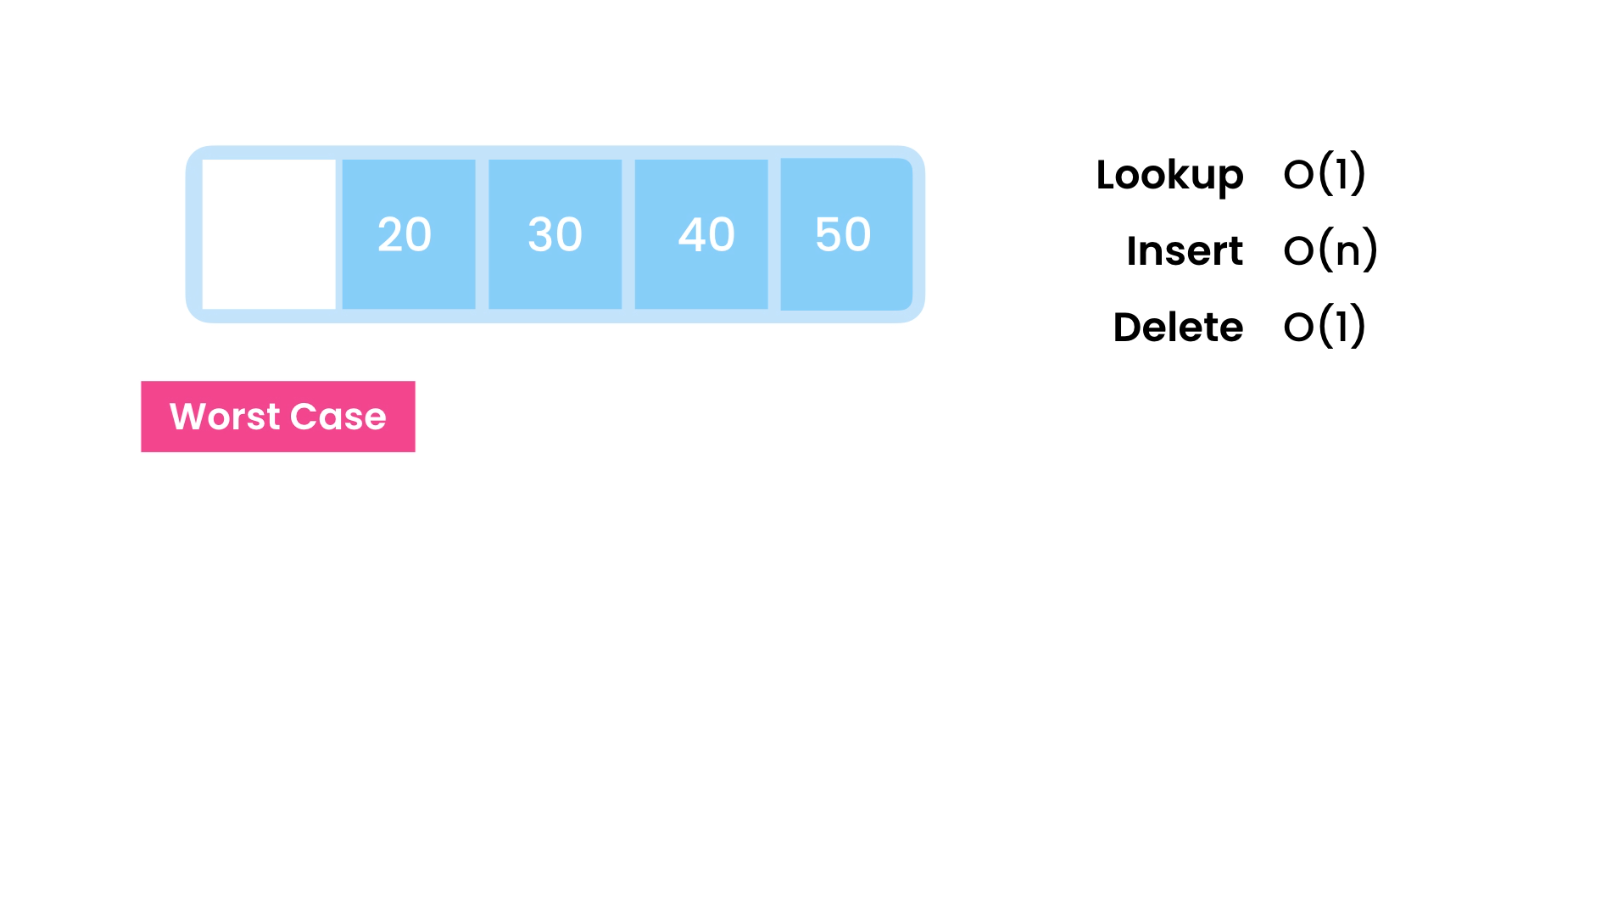 20 30 40 50
Lookup O(1)
Insert O(n)
Delete O(1)
Worst Case